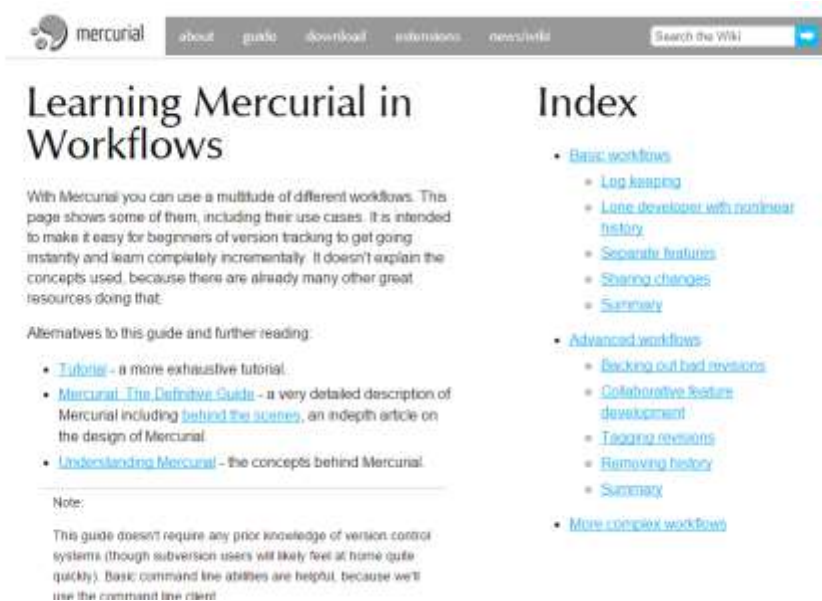 mercurial
about guide download extensions news/wiki
Search the Wiki
Learning Mercurial in
Workflows
With Mercurial you can use a multitude of different workflows. This
page shows some of them, including their use cases. It is intended
to make it easy for beginners of version tracking to get going
instantly and learn completely incrementally. It doesn't explain the
concepts used, because there are already many other great
resources doing that.
Alternatives to this guide and further reading:
• Tutorial - a more exhaustive tutorial.
• Mercurial: The Definitive Guide - a very detailed description of
Mercurial including behind the scenes, an indepth article on
the design of Mercurial.
• Understanding Mercurial - the concepts behind Mercurial.
Note:
This guide doesn't require any prior knowledge of version control
systems (though subversion users will likely feel at home quite
quickly). Basic command line abilities are helpful, because we'll
use the command line client.
Index
• Basic workflows
Log keeping
Lone developer with nonlinear
history
Separate features
Sharing changes
Summary
• Advanced workflows
Backing out bad revisions
Collaborative feature
development
Tagging revisions
Removing history
Summary
• More complex workflows